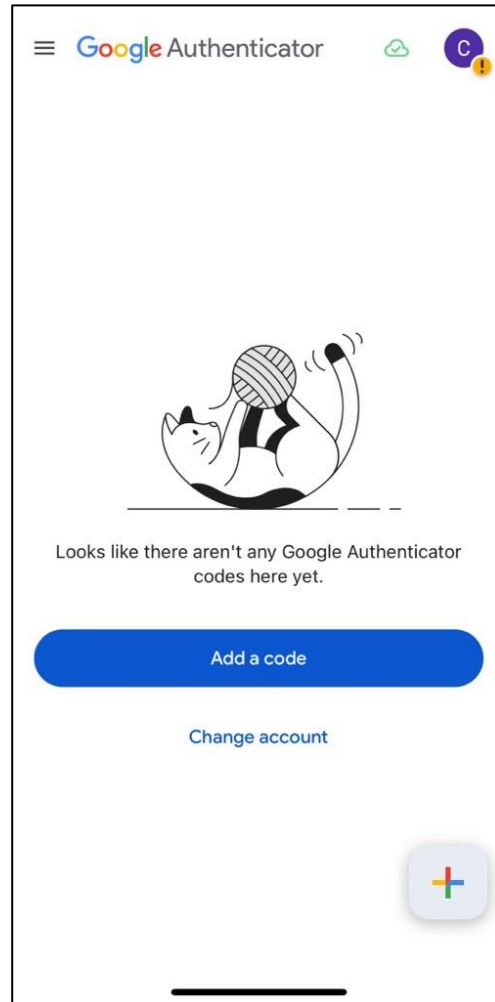 Google Authenticator
C
!
Looks like there aren't any Google Authenticator
codes here yet.
Add a code
Change account